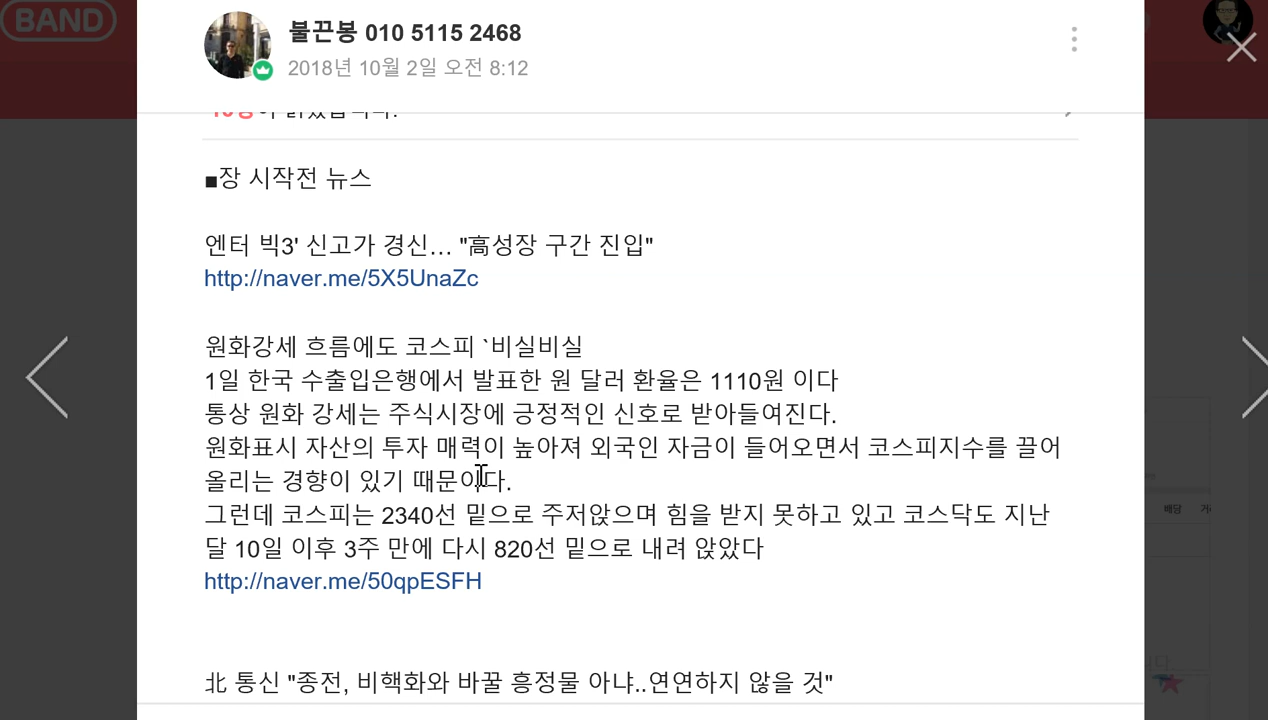 BAND
불끈봉 010 5115 2468
2018년 10월 2일 오전 8:12
■장 시작전 뉴스
엔터 빅3' 신고가 경신... "高성장 구간 진입"
http://naver.me/5X5UnaZc
원화강세 흐름에도 코스피 `비실비실
1일 한국 수출입은행에서 발표한 원 달러 환율은 1110원 이다
통상 원화 강세는 주식시장에 긍정적인 신호로 받아들여진다.
원화표시 자산의 투자 매력이 높아져 외국인 자금이 들어오면서 코스피지수를 끌어
올리는 경향이 있기 때문이다.
그런데 코스피는 2340선 밑으로 주저앉으며 힘을 받지 못하고 있고 코스닥도 지난
달 10일 이후 3주 만에 다시 820선 밑으로 내려 앉았다
http://naver.me/50qpESFH
배당
北 통신 "종전, 비핵화와 바꿀 흥정물 아냐..연연하지 않을 것"